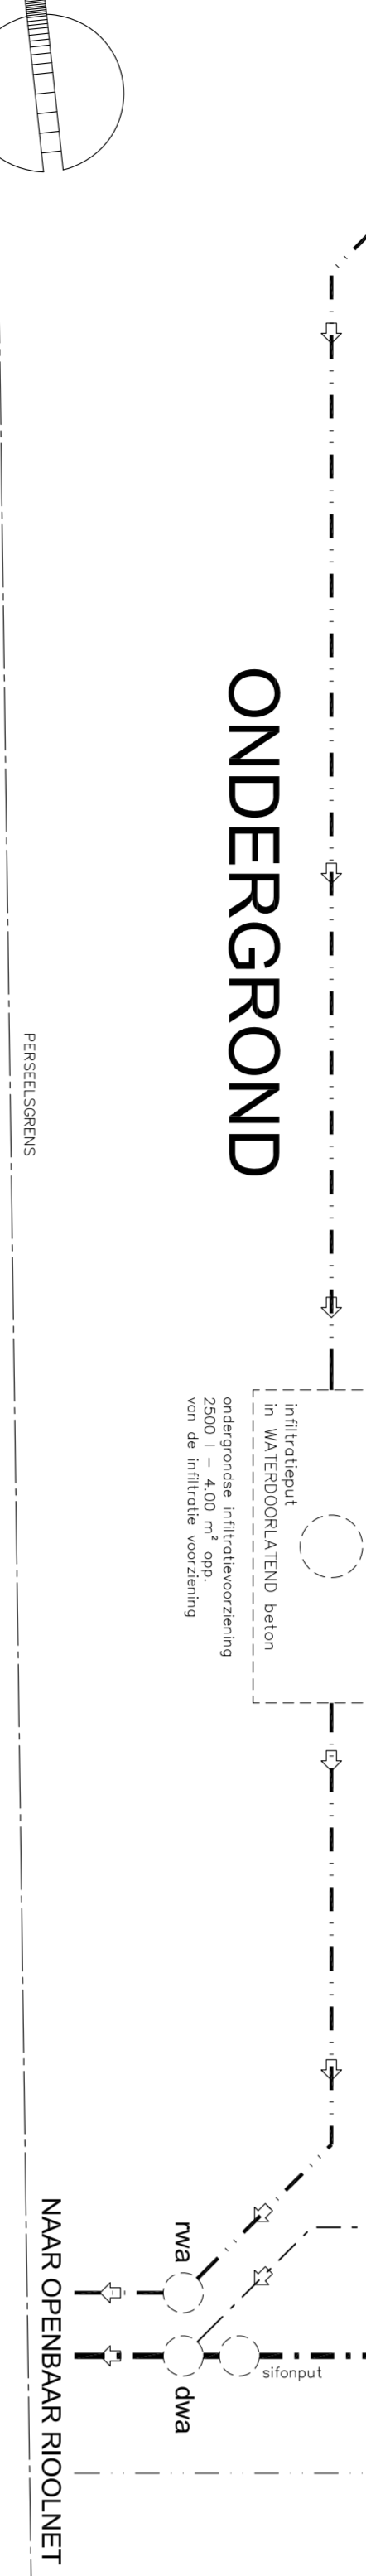 ONDERGROND
PERSEELSGRENS
infiltratieput
in WATERDOORLATEND beton
ondergrondse infiltratievoorziening
2500 l – 4.00 m² opp.
van de infiltratie voorziening
rwa
sifonput
dwa
NAAR OPENBAAR RIOOLNET